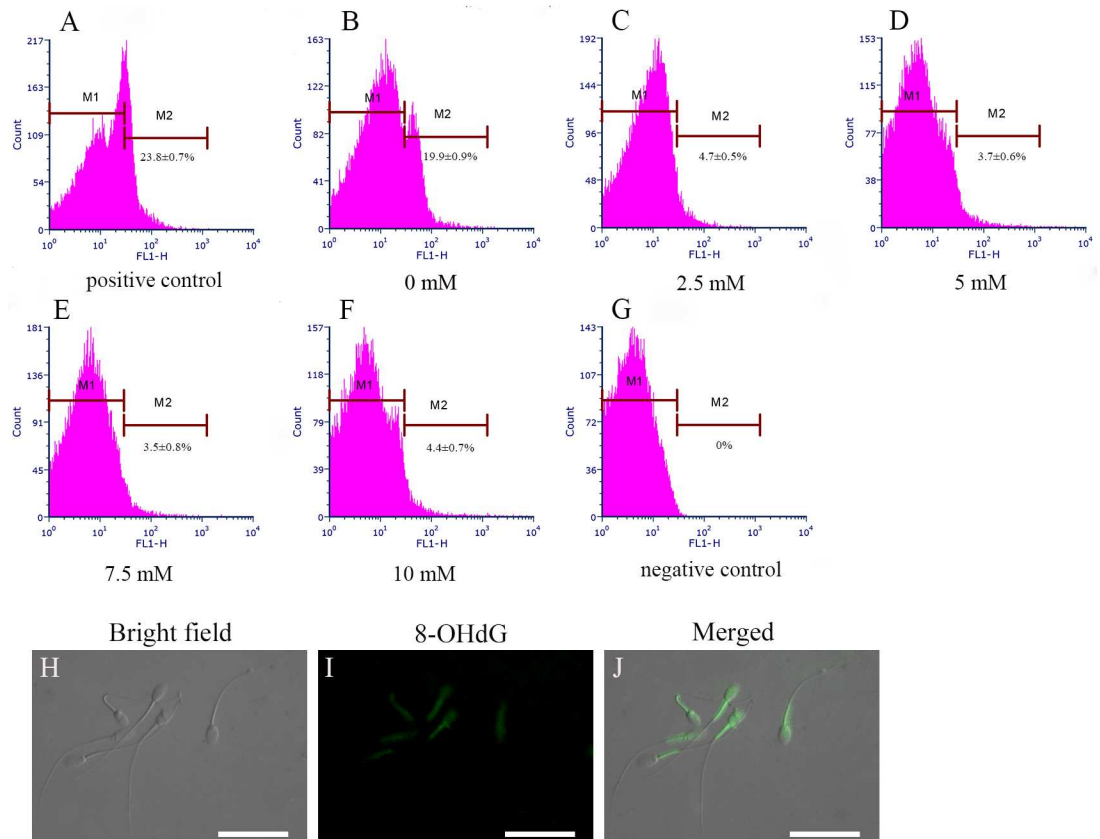 A
217
163
109
54
0
Count
M1
M2
23.8±0.7%
10⁰ 10¹ 10² 10³ 10⁴
FL1-H
positive control
B
163
122
82
41
0
Count
M1
M2
19.9±0.9%
10⁰ 10¹ 10² 10³ 10⁴
FL1-H
0 mM
C
192
144
96
48
0
Count
M1
M2
4.7±0.5%
10⁰ 10¹ 10² 10³ 10⁴
FL1-H
2.5 mM
D
153
115
77
38
0
Count
M1
M2
3.7±0.6%
10⁰ 10¹ 10² 10³ 10⁴
FL1-H
5 mM
E
181
136
91
45
0
Count
M1
M2
3.5±0.8%
10⁰ 10¹ 10² 10³ 10⁴
FL1-H
7.5 mM
F
157
118
79
39
0
Count
M1
M2
4.4±0.7%
10⁰ 10¹ 10² 10³ 10⁴
FL1-H
10 mM
G
143
107
72
36
0
Count
M1
M2
0%
10⁰ 10¹ 10² 10³ 10⁴
FL1-H
negative control
Bright field
H
8-OHdG
I
Merged
J